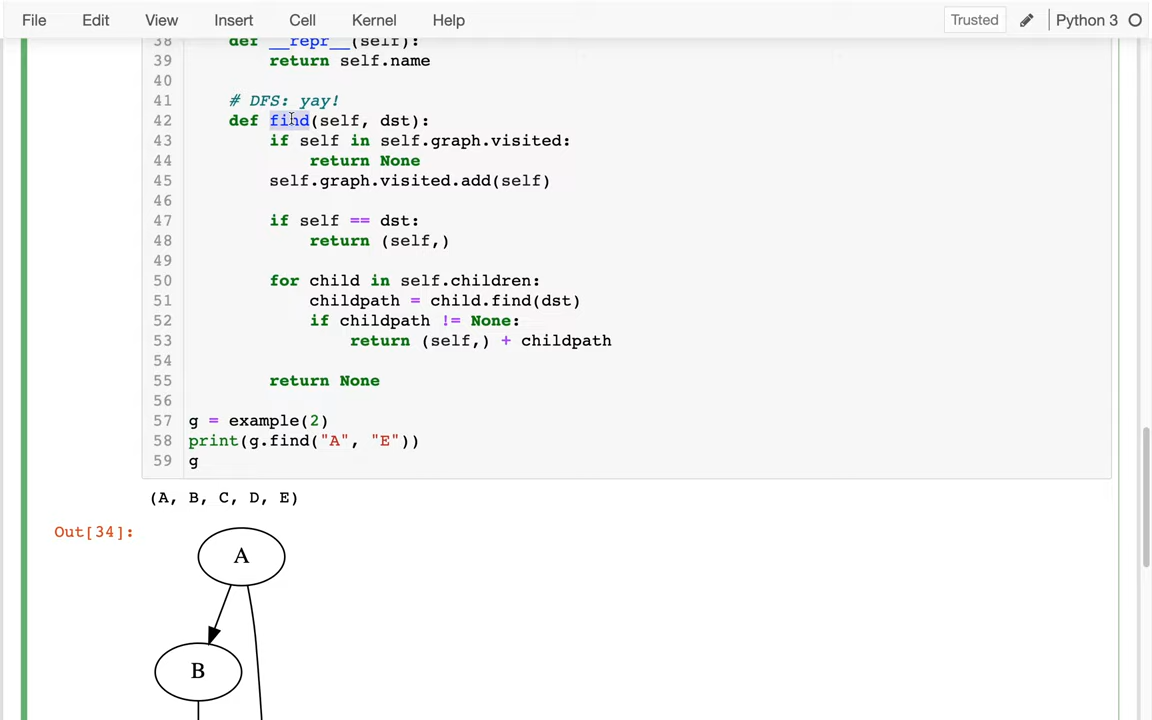 File Edit View Insert Cell Kernel Help Trusted Python 3
38 def __repr__(self):
39 return self.name
40
41 # DFS: yay!
42 def find(self, dst):
43 if self in self.graph.visited:
44 return None
45 self.graph.visited.add(self)
46
47 if self == dst:
48 return (self,)
49
50 for child in self.children:
51 childpath = child.find(dst)
52 if childpath != None:
53 return (self,) + childpath
54
55 return None
56
57 g = example(2)
58 print(g.find("A", "E"))
59 g
(A, B, C, D, E)
Out[34]:
A
B